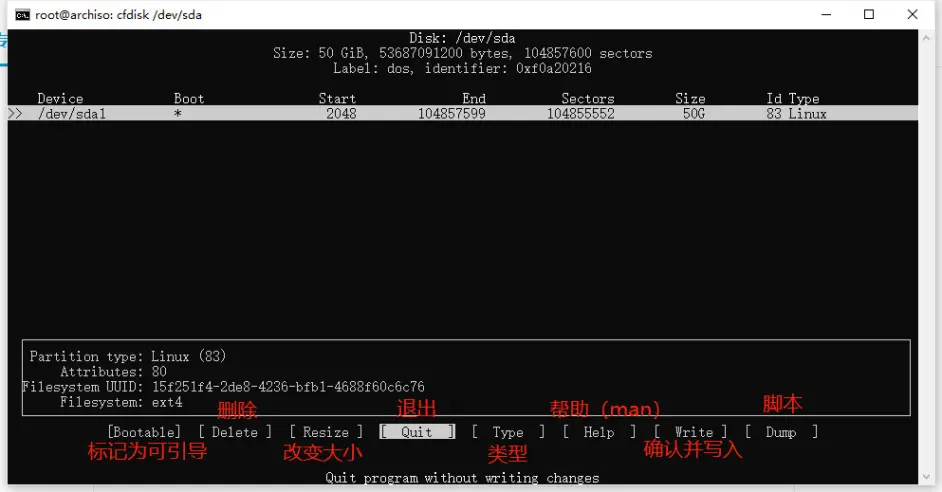 root@archiso: cfdisk /dev/sda
Disk: /dev/sda
Size: 50 GiB, 53687091200 bytes, 104857600 sectors
Label: dos, identifier: 0xf0a20216
Device Boot Start End Sectors Size Id Type
>> /dev/sda1 * 2048 104857599 104855552 50G 83 Linux
Partition type: Linux (83)
Attributes: 80
Filesystem UUID: 15f251f4-2de8-4236-bfb1-4688f60c6c76
Filesystem: ext4
删除 退出 帮助（man） 脚本
[Bootable] [ Delete ] [ Resize ] [ Quit ] [ Type ] [ Help ] [ Write ] [ Dump ]
标记为可引导 改变大小 类型 确认并写入
Quit program without writing changes